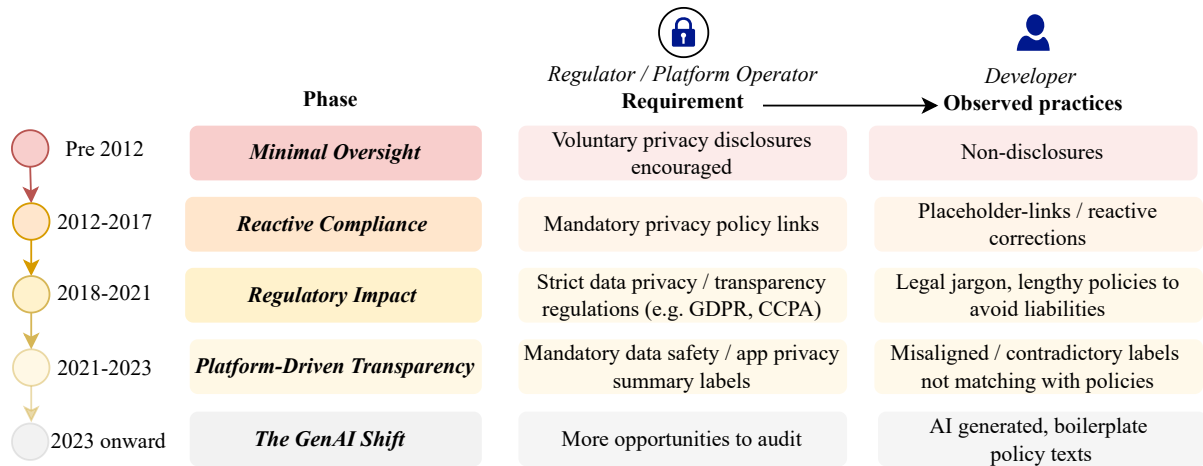 Regulator / Platform Operator
Developer
Phase
Requirement
Observed practices
Pre 2012
Minimal Oversight
Voluntary privacy disclosures
encouraged
Non-disclosures
2012-2017
Reactive Compliance
Mandatory privacy policy links
Placeholder-links / reactive
corrections
2018-2021
Regulatory Impact
Strict data privacy / transparency
regulations (e.g. GDPR, CCPA)
Legal jargon, lengthy policies to
avoid liabilities
2021-2023
Platform-Driven Transparency
Mandatory data safety / app privacy
summary labels
Misaligned / contradictory labels
not matching with policies
2023 onward
The GenAI Shift
More opportunities to audit
AI generated, boilerplate
policy texts